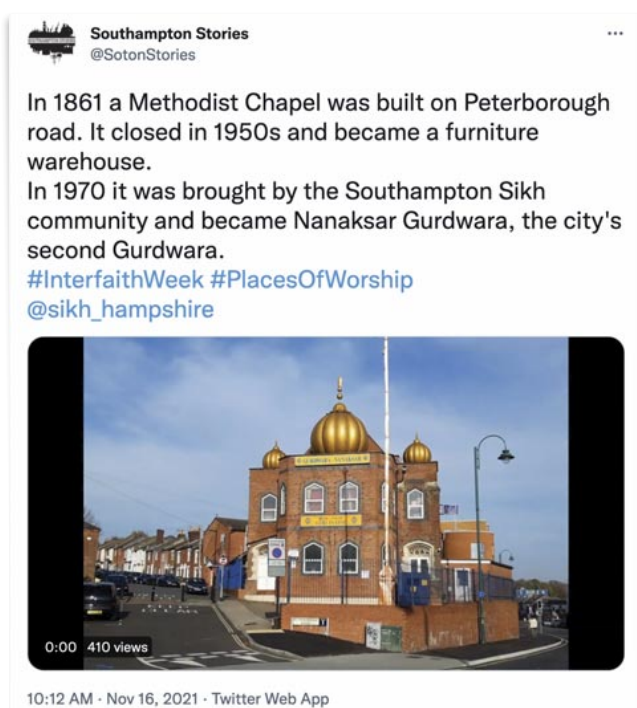 Southampton Stories
@SotonStories
In 1861 a Methodist Chapel was built on Peterborough
road. It closed in 1950s and became a furniture
warehouse.
In 1970 it was brought by the Southampton Sikh
community and became Nanaksar Gurdwara, the city's
second Gurdwara.
#InterfaithWeek #PlacesOfWorship
@sikh_hampshire
0:00 410 views
10:12 AM · Nov 16, 2021 · Twitter Web App